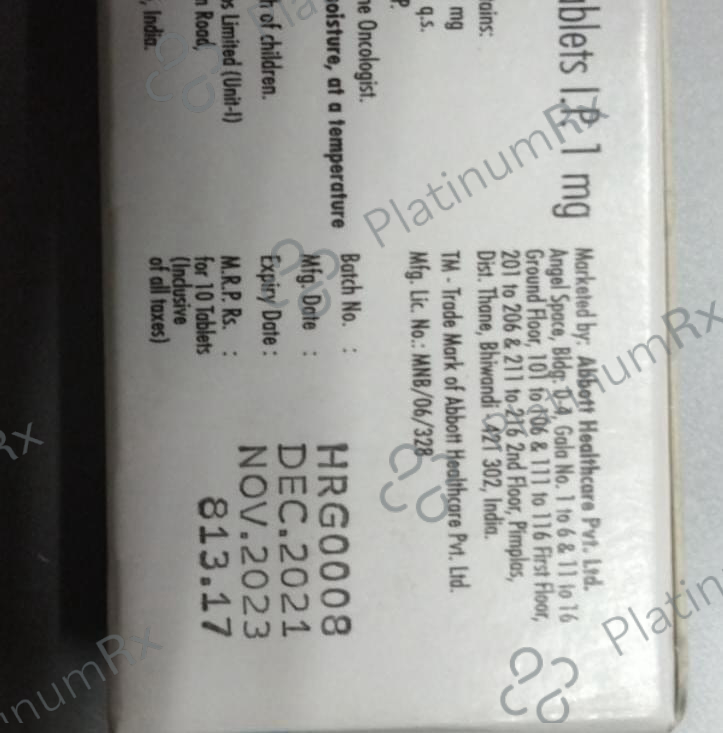 ablets I.P. 1 mg
tains:
mg
q.s.
P.
he Oncologist.
noisture, at a temperature
h of children.
s Limited (Unit-I)
n Road,
, India.
Marketed by: Abbott Healthcare Pvt. Ltd.
Angel Space, Bldg. D-4, Gala No. 1 to 6 & 11 to 16
Ground Floor, 101 to 106 & 111 to 116 First Floor,
201 to 206 & 211 to 216 2nd Floor, Pimplas,
Dist. Thane, Bhiwandi 421 302, India.
TM - Trade Mark of Abbott Healthcare Pvt. Ltd.
Mfg. Lic. No.: MNB/06/328
Batch No. : HRG0008
Mfg. Date : DEC.2021
Expiry Date : NOV.2023
M.R.P. Rs. : 813.17
for 10 Tablets
(Inclusive
of all taxes)
PlatinumRx
Pla
PlatinumRx
numRx
Rx
inumRx
Platin